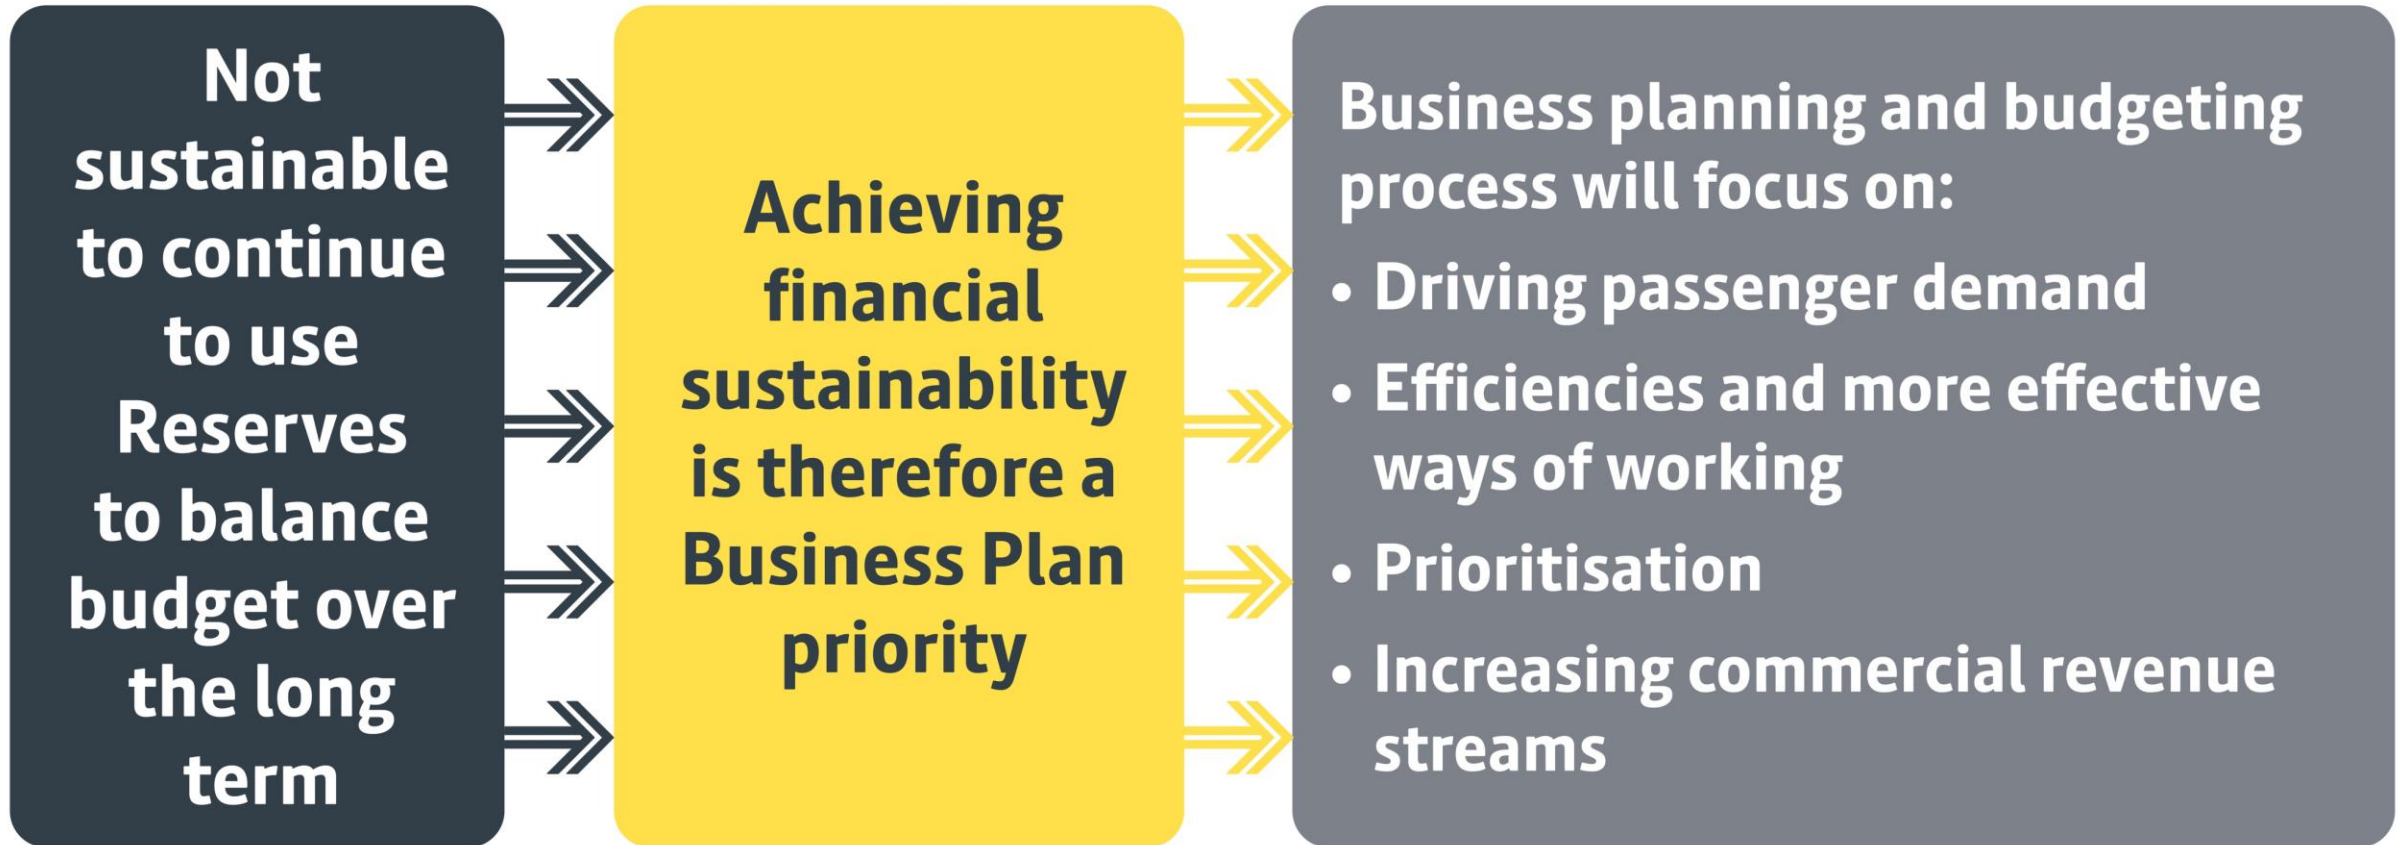 Not
sustainable
to continue
to use
Reserves
to balance
budget over
the long
term
Achieving
financial
sustainability
is therefore a
Business Plan
priority
Business planning and budgeting
process will focus on:
• Driving passenger demand
• Efficiencies and more effective
ways of working
• Prioritisation
• Increasing commercial revenue
streams